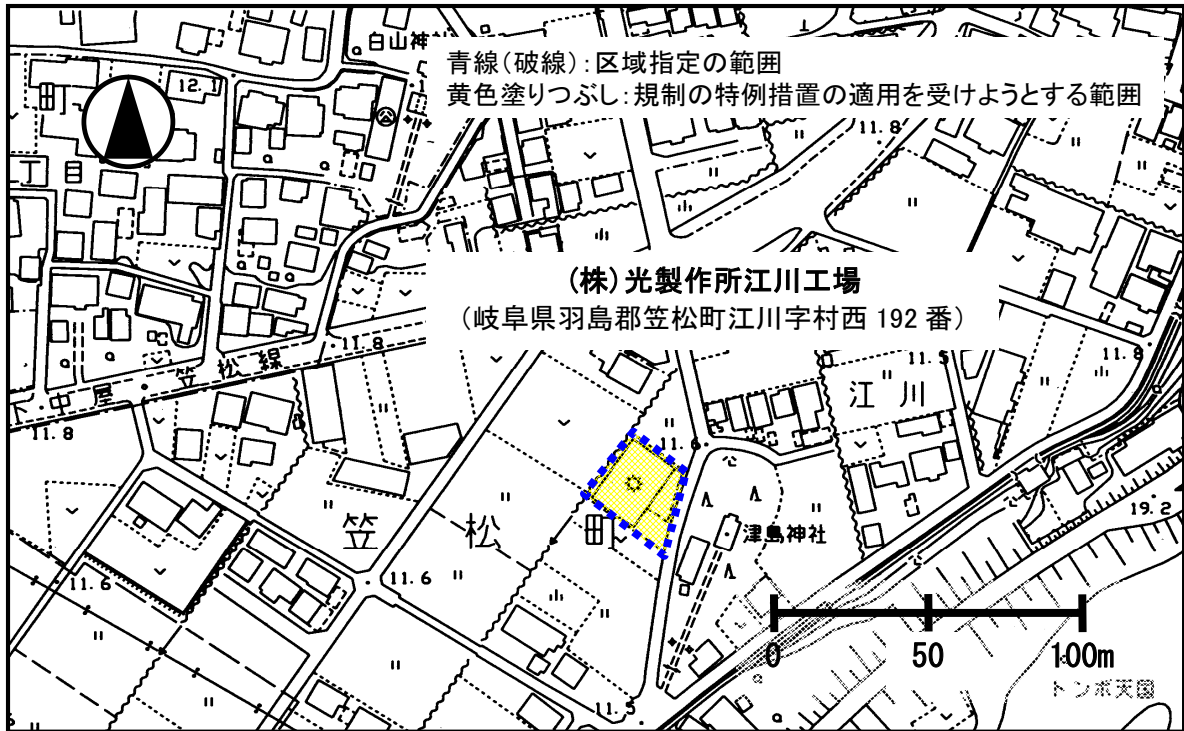 白山神社
青線(破線):区域指定の範囲
黄色塗りつぶし:規制の特例措置の適用を受けようとする範囲
12.1
町
11.8
丁目
(株)光製作所江川工場
(岐阜県羽島郡笠松町江川字村西 192 番)
11.8
笠松線
下中屋
11.8
11.5
11.8
江川
11.6
笠松町
津島神社
19.2
11.6
11.6
0 50 100m
トンボ天国
11.5